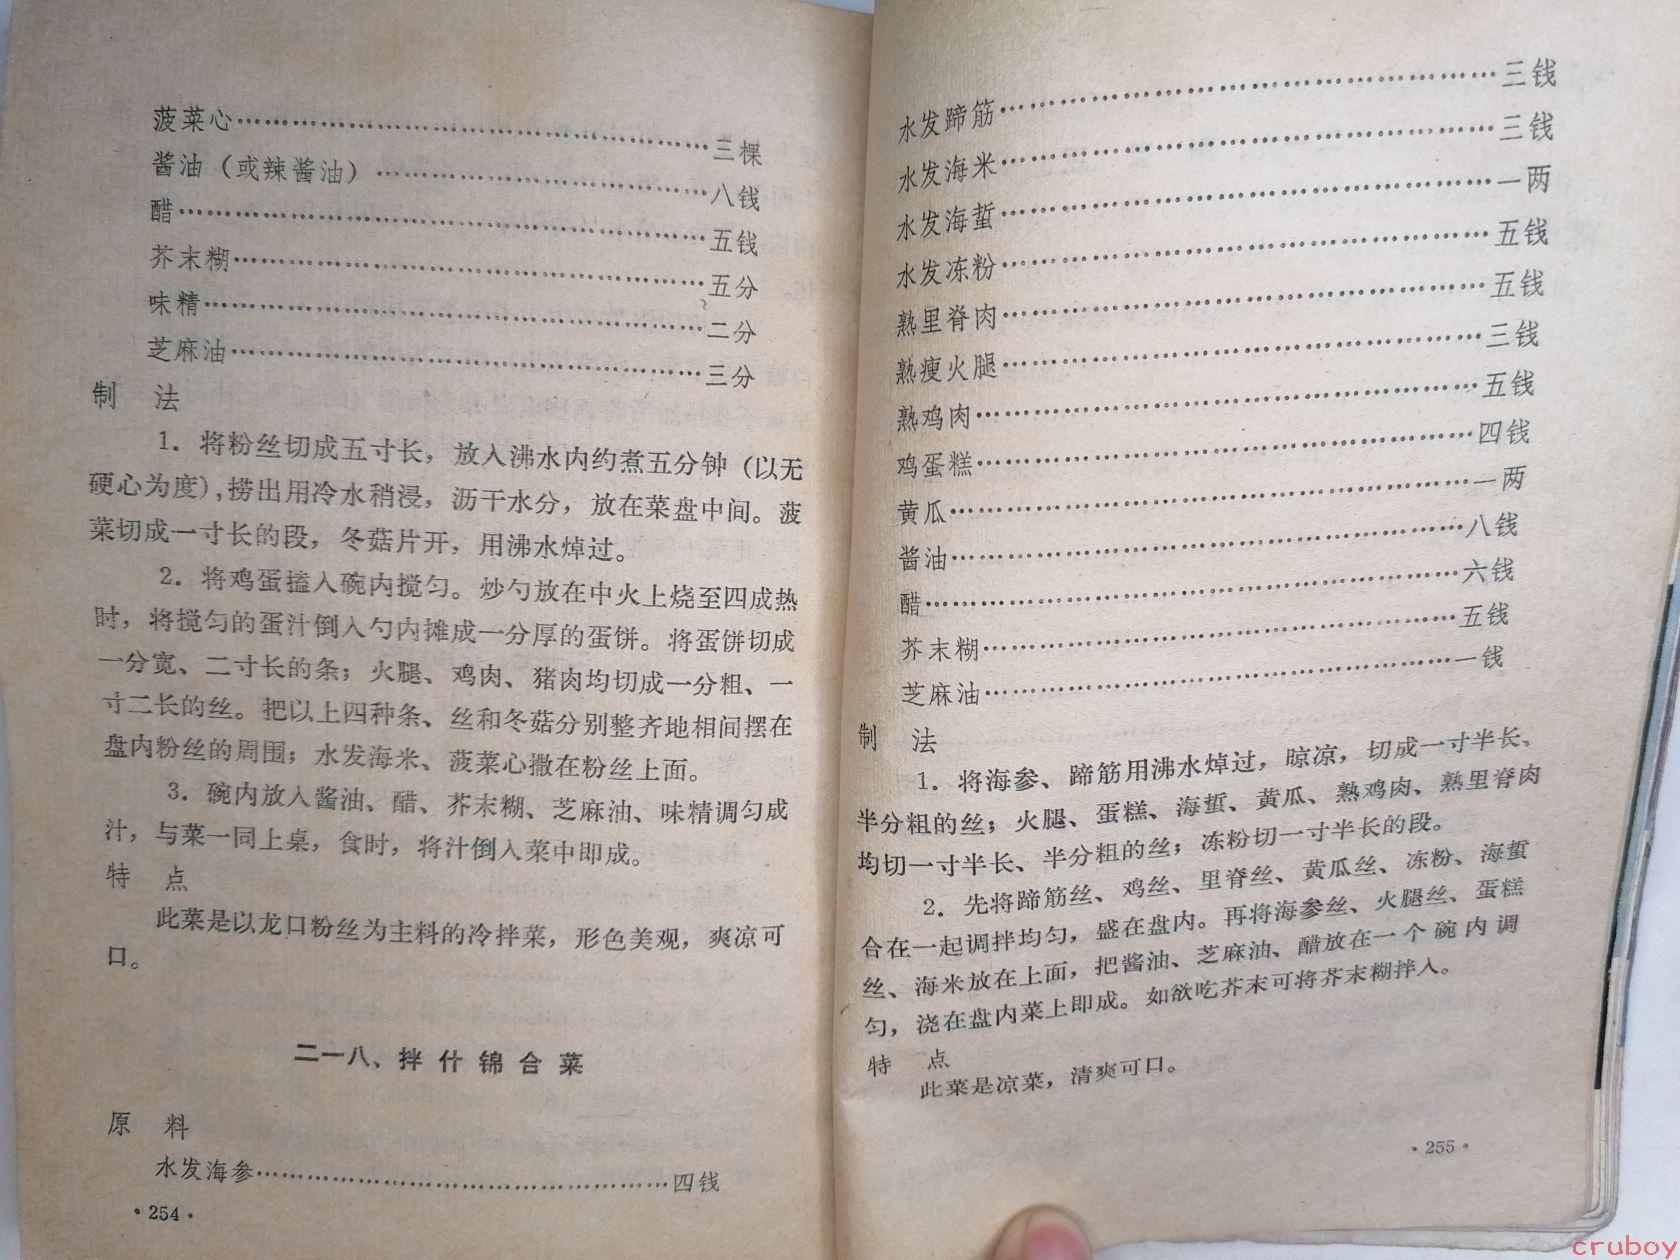 菠菜心……三棵
酱油（或辣酱油）……八钱
醋……五钱
芥末糊……五分
味精……二分
芝麻油……三分
制　法
1．将粉丝切成五寸长，放入沸水内约煮五分钟（以无
硬心为度），捞出用冷水稍浸，沥干水分，放在菜盘中间。菠
菜切成一寸长的段，冬菇片开，用沸水焯过。
2．将鸡蛋搕入碗内搅匀。炒勺放在中火上烧至四成热
时，将搅匀的蛋汁倒入勺内摊成一分厚的蛋饼。将蛋饼切成
一分宽、二寸长的条；火腿、鸡肉、猪肉均切成一分粗、一
寸二长的丝。把以上四种条、丝和冬菇分别整齐地相间摆在
盘内粉丝的周围；水发海米、菠菜心撒在粉丝上面。
3．碗内放入酱油、醋、芥末糊、芝麻油、味精调匀成
汁，与菜一同上桌，食时，将汁倒入菜中即成。
特　点
此菜是以龙口粉丝为主料的冷拌菜，形色美观，爽凉可
口。
二一八、拌什锦合菜
原　料
水发海参……四钱
·254·
水发蹄筋……三钱
水发海米……三钱
水发海蜇……一两
水发冻粉……五钱
熟里脊肉……五钱
熟瘦火腿……三钱
熟鸡肉……五钱
鸡蛋糕……四钱
黄瓜……一两
酱油……八钱
醋……六钱
芥末糊……五钱
芝麻油……一钱
制　法
1．将海参、蹄筋用沸水焯过，晾凉，切成一寸半长、
半分粗的丝；火腿、蛋糕、海蜇、黄瓜、熟鸡肉、熟里脊肉
均切一寸半长、半分粗的丝；冻粉切一寸半长的段。
2．先将蹄筋丝、鸡丝、里脊丝、黄瓜丝、冻粉、海蜇
合在一起调拌均匀，盛在盘内。再将海参丝、火腿丝、蛋糕
丝、海米放在上面，把酱油、芝麻油、醋放在一个碗内调
匀，浇在盘内菜上即成。如欲吃芥末可将芥末糊拌入。
特　点
此菜是凉菜，清爽可口。
·255·
cruboy